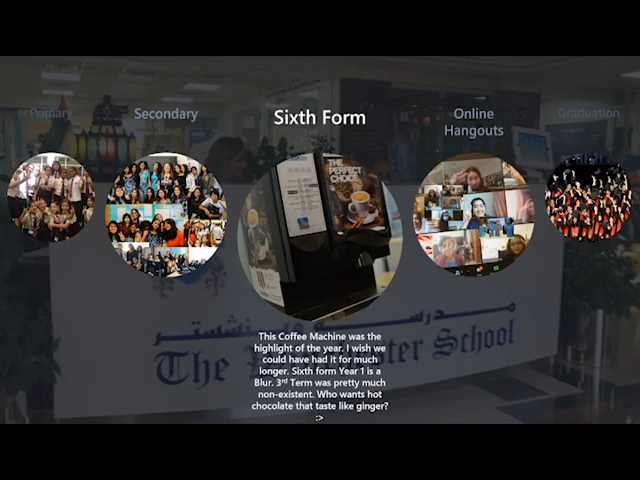 Primary
Secondary
Sixth Form
Online
Hangouts
Graduation
THE
PERFECT
CHOICE
مدرسة
The
School
This Coffee Machine was the
highlight of the year. I wish we
could have had it for much
longer. Sixth form Year 1 is a
Blur. 3rd Term was pretty much
non-existent. Who wants hot
chocolate that taste like ginger?
:>